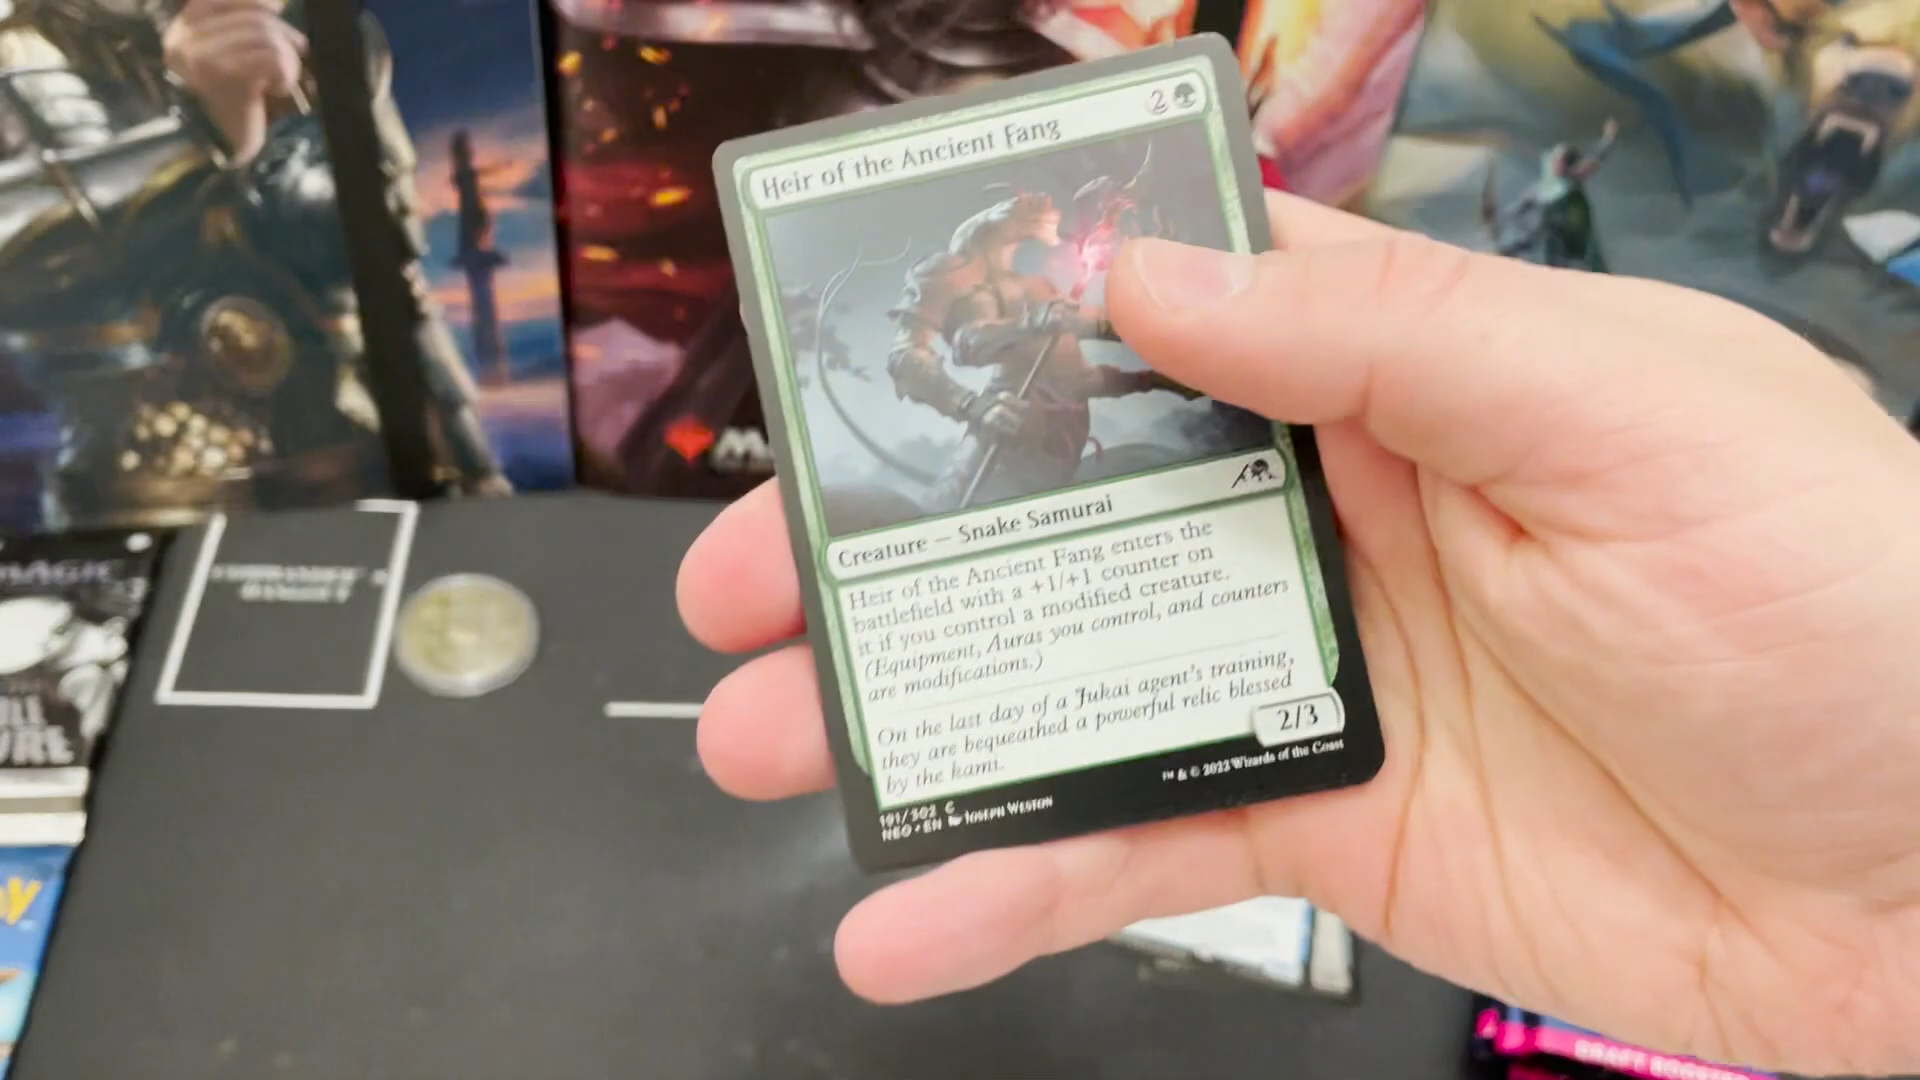 Heir of the Ancient Fang
2
Creature — Snake Samurai
Heir of the Ancient Fang enters the
battlefield with a +1/+1 counter on
it if you control a modified creature.
(Equipment, Auras you control, and counters
are modifications.)
On the last day of a Jukai agent's training,
they are bequeathed a powerful relic blessed
by the kami.
2/3
™ & © 2022 Wizards of the Coast
191/302 C
NEO • EN Joseph Weston
MAGIC
DRAFT BOOSTER